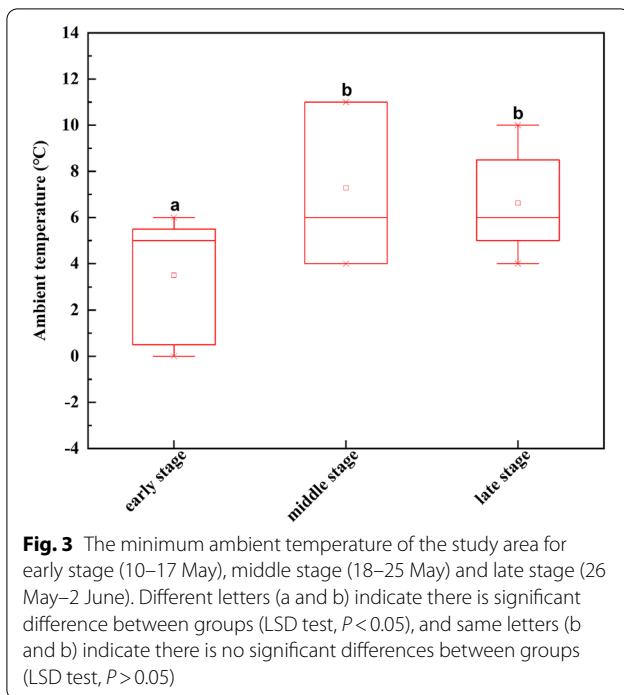 14
12
10
8
6
4
2
0
-2
-4
Ambient temperature (°C)
a
b
b
early stage
middle stage
late stage
Fig. 3 The minimum ambient temperature of the study area for
early stage (10–17 May), middle stage (18–25 May) and late stage (26
May–2 June). Different letters (a and b) indicate there is significant
difference between groups (LSD test, P < 0.05), and same letters (b
and b) indicate there is no significant differences between groups
(LSD test, P > 0.05)